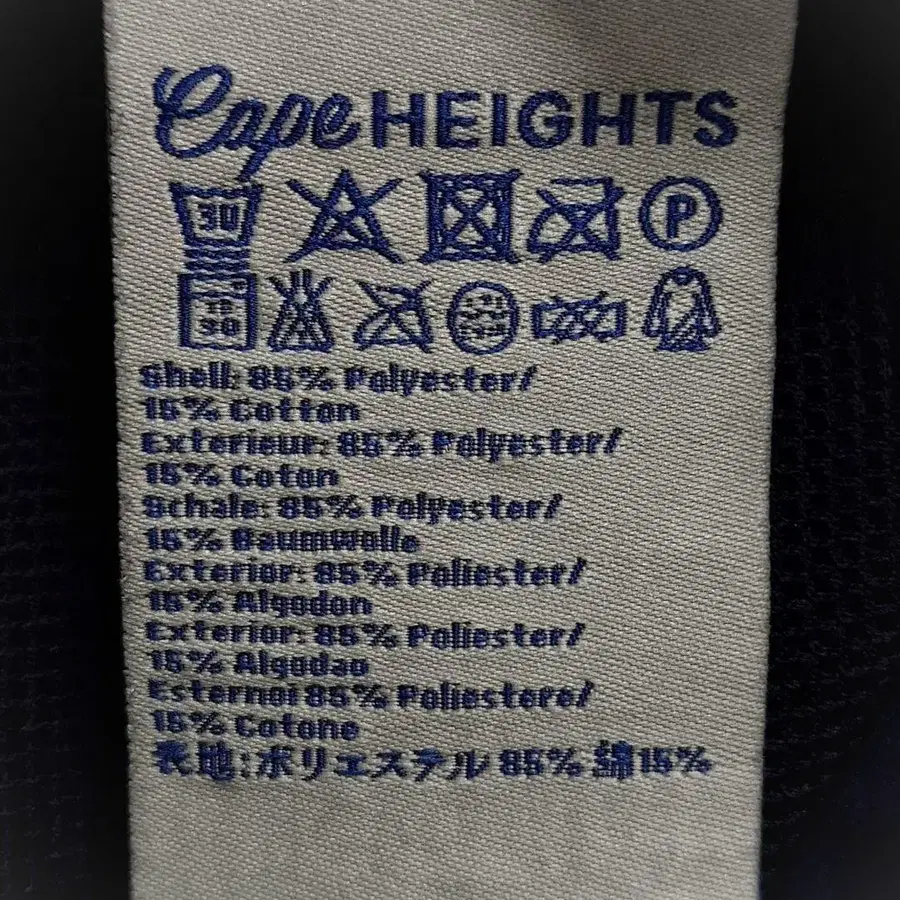 Cape HEIGHTS
30 P
30
Shell: 85% Polyester/
15% Cotton
Exterieur: 85% Polyester/
15% Coton
Schale: 85% Polyester/
15% Baumwolle
Exterior: 85% Poliester/
15% Algodon
Exterior: 85% Poliester/
15% Algodao
Esterno: 85% Poliestere/
15% Cotone
表地:ポリエステル 85% 綿15%